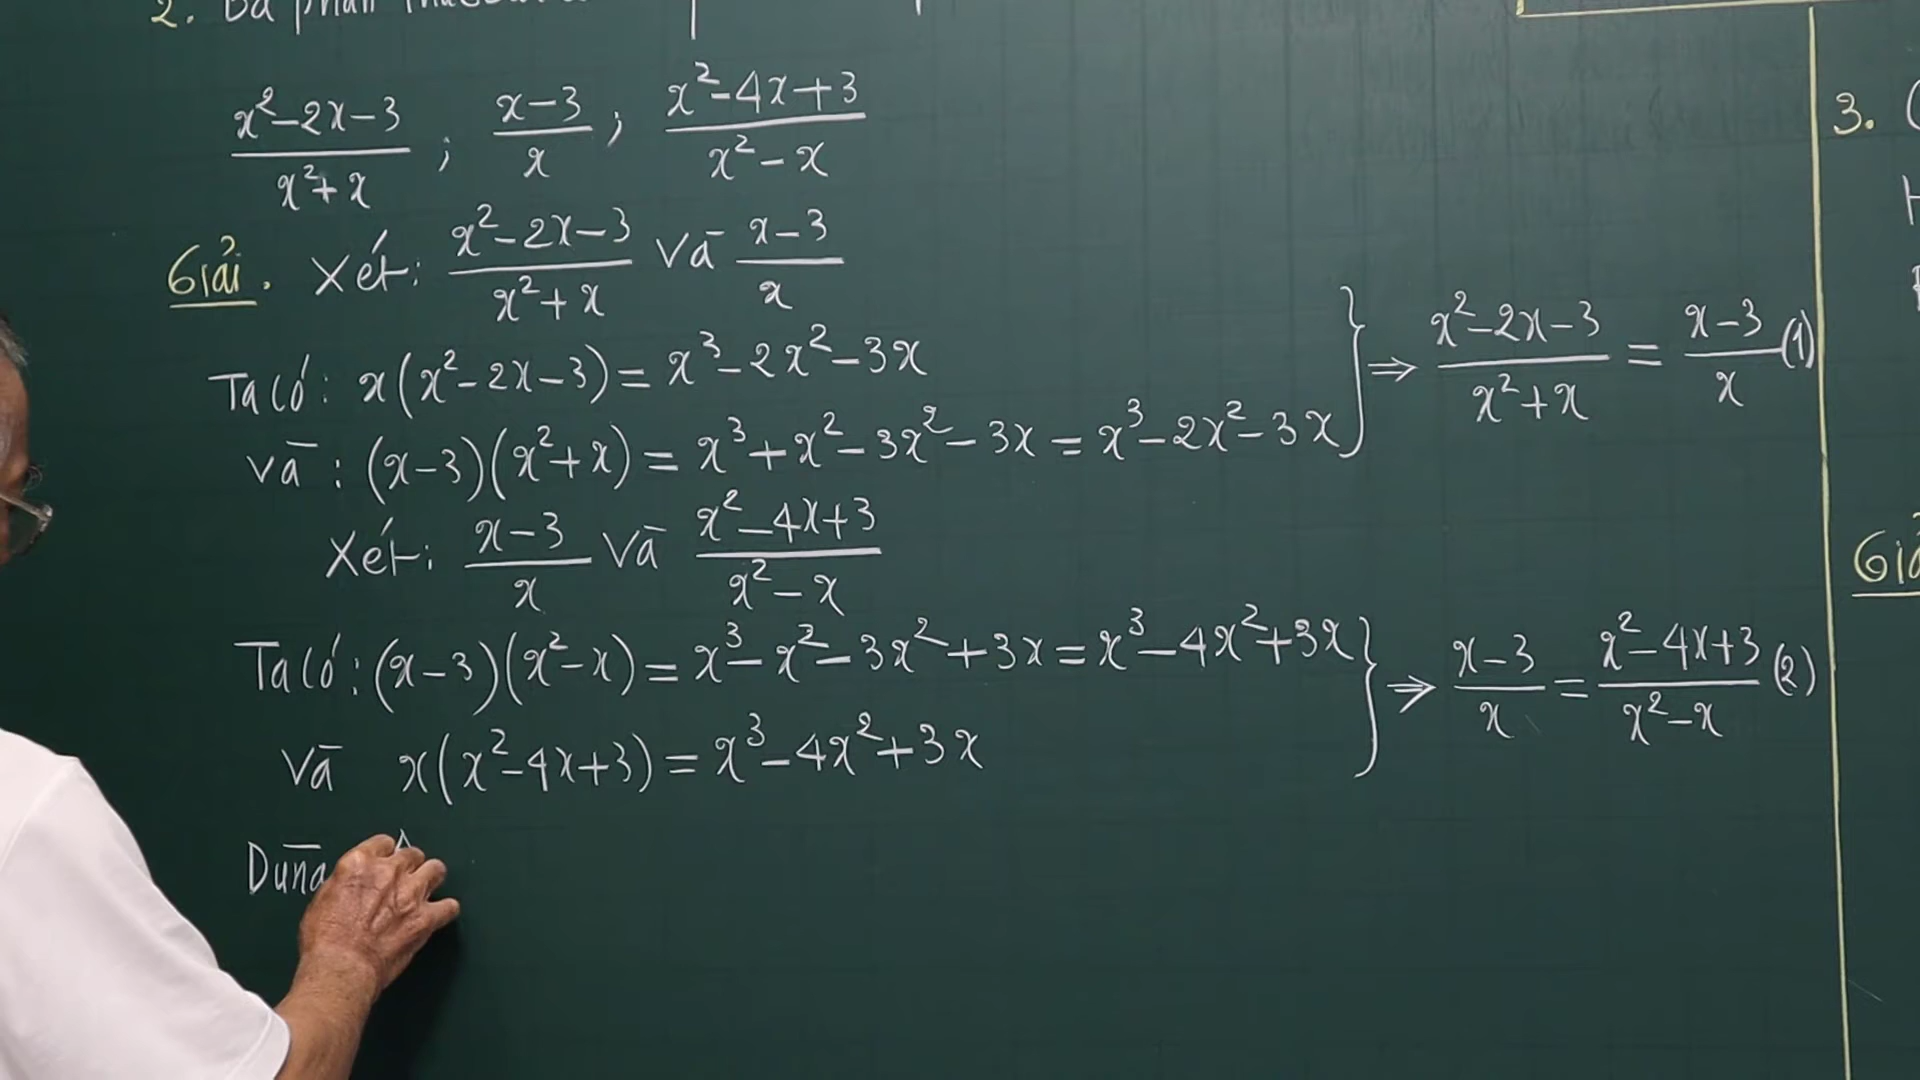 2. Ba phân
x²-2x-3 / x²+x ; x-3 / x ; x²-4x+3 / x²-x
Giải. Xét: x²-2x-3 / x²+x và x-3 / x
Ta có: x(x²-2x-3) = x³-2x²-3x
và: (x-3)(x²+x) = x³+x²-3x²-3x = x³-2x²-3x } ⇒ x²-2x-3 / x²+x = x-3 / x (1)
Xét: x-3 / x và x²-4x+3 / x²-x
Ta có: (x-3)(x²-x) = x³-x²-3x²+3x = x³-4x²+3x
và x(x²-4x+3) = x³-4x²+3x } ⇒ x-3 / x = x²-4x+3 / x²-x (2)
3.